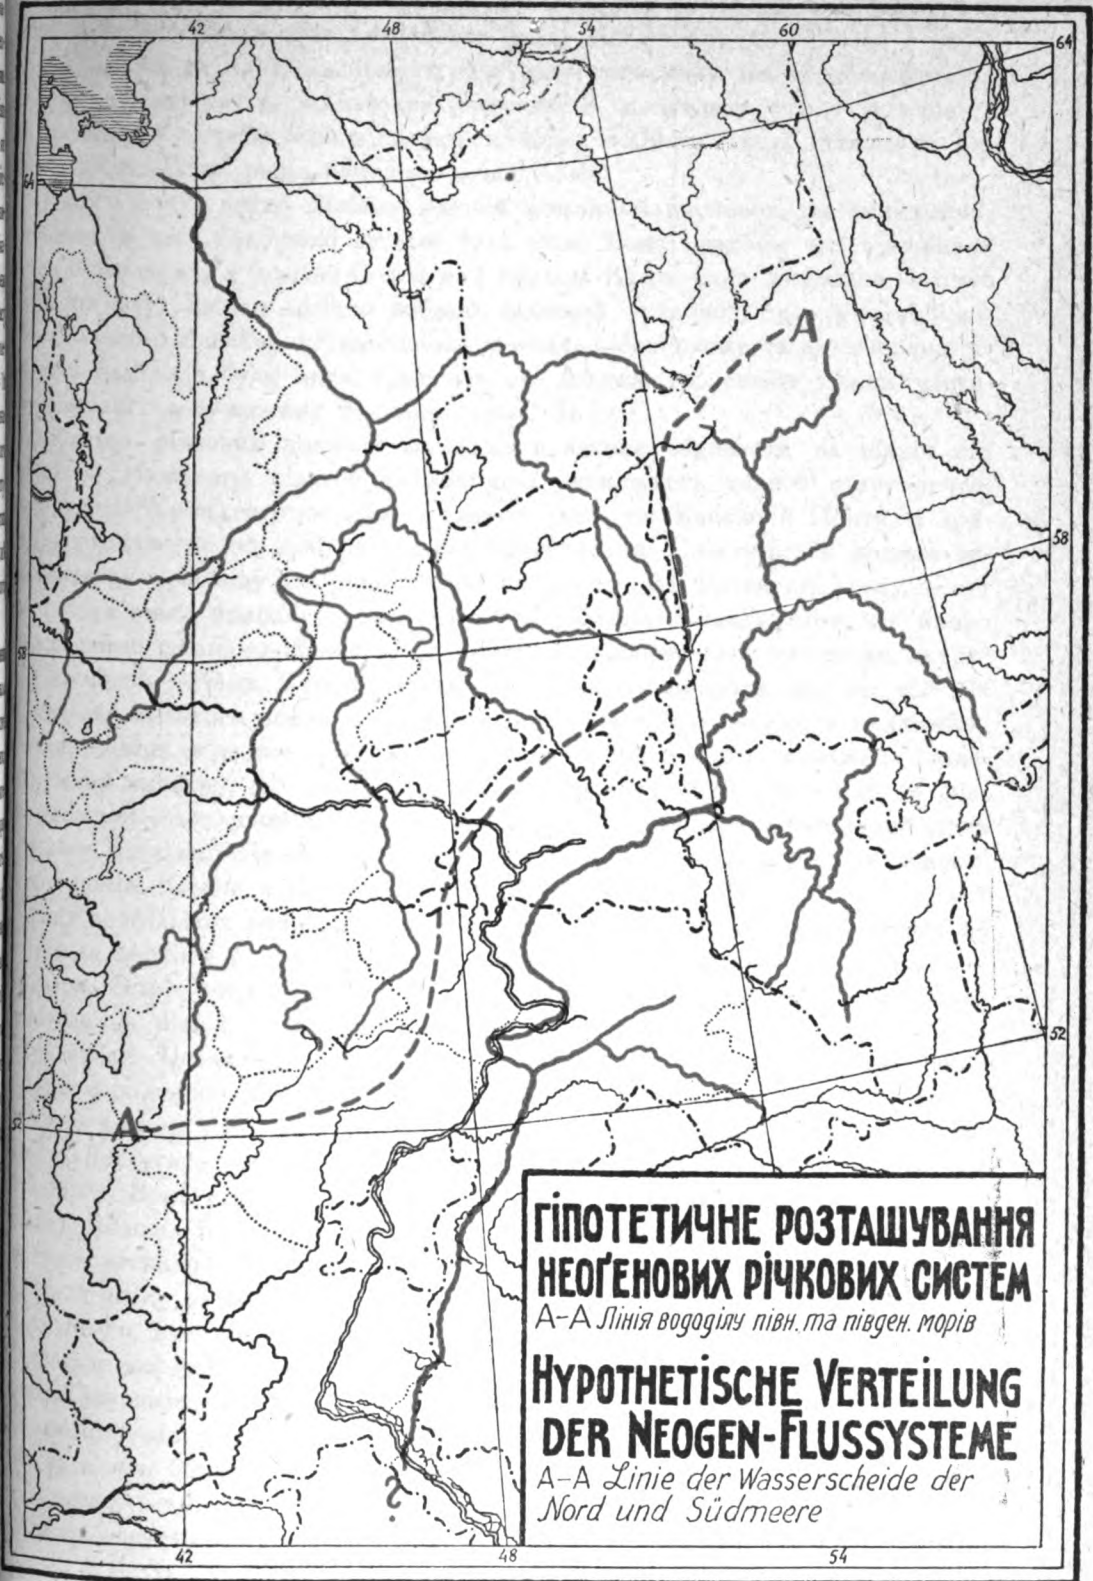 42 48 54 60 64
64
А
58
58
52
52
А
?
ГІПОТЕТИЧНЕ РОЗТАШУВАННЯ
НЕОҐЕНОВИХ РІЧКОВИХ СИСТЕМ
А–А Лінія вододілу півн. та півден. морів
HYPOTHETISCHE VERTEILUNG
DER NEOGEN-FLUSSYSTEME
A–A Linie der Wasserscheide der
Nord und Südmeere
42 48 54